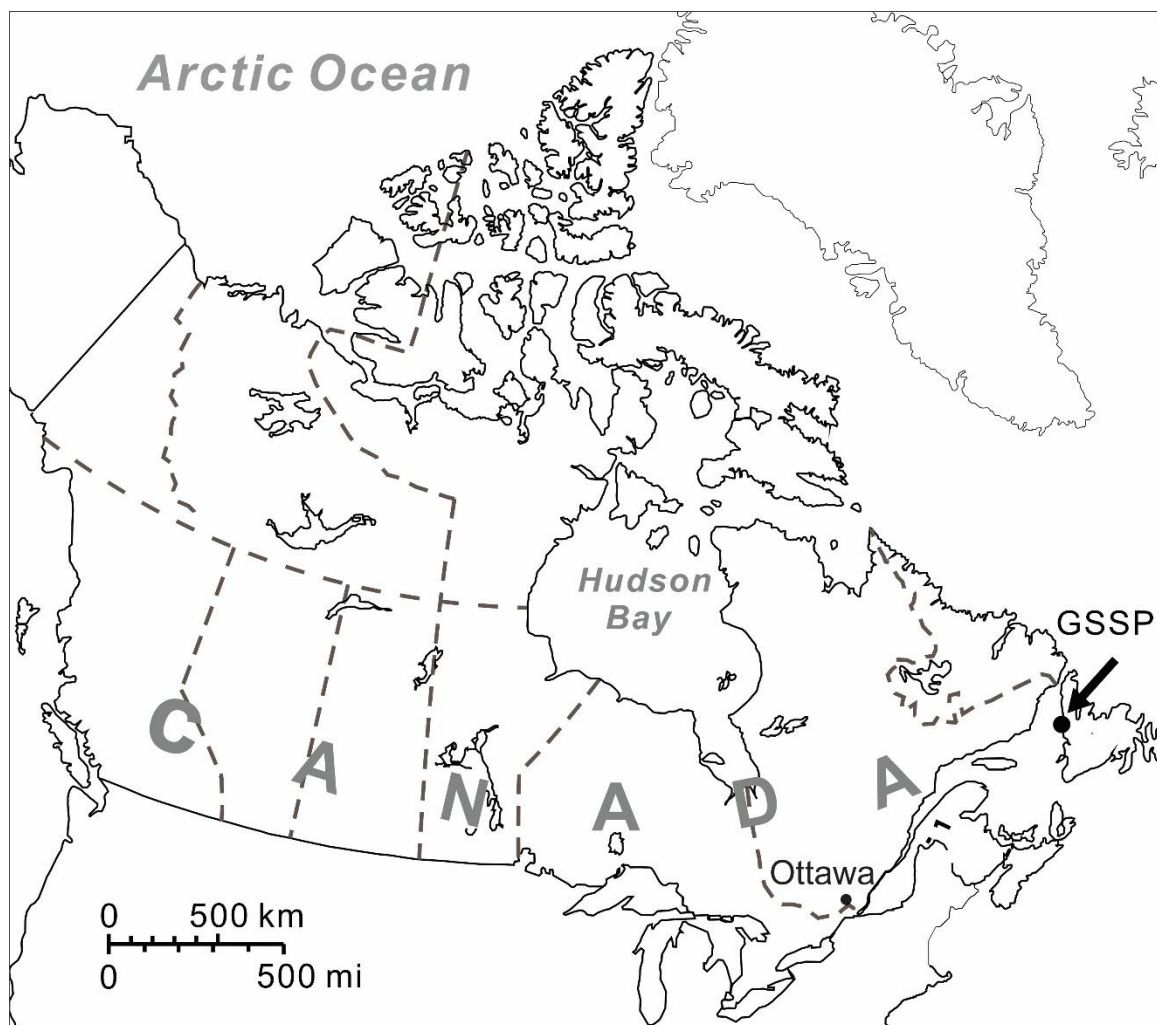 Arctic Ocean
Hudson
Bay
GSSP
C A N A D A
Ottawa
0 500 km
0 500 mi